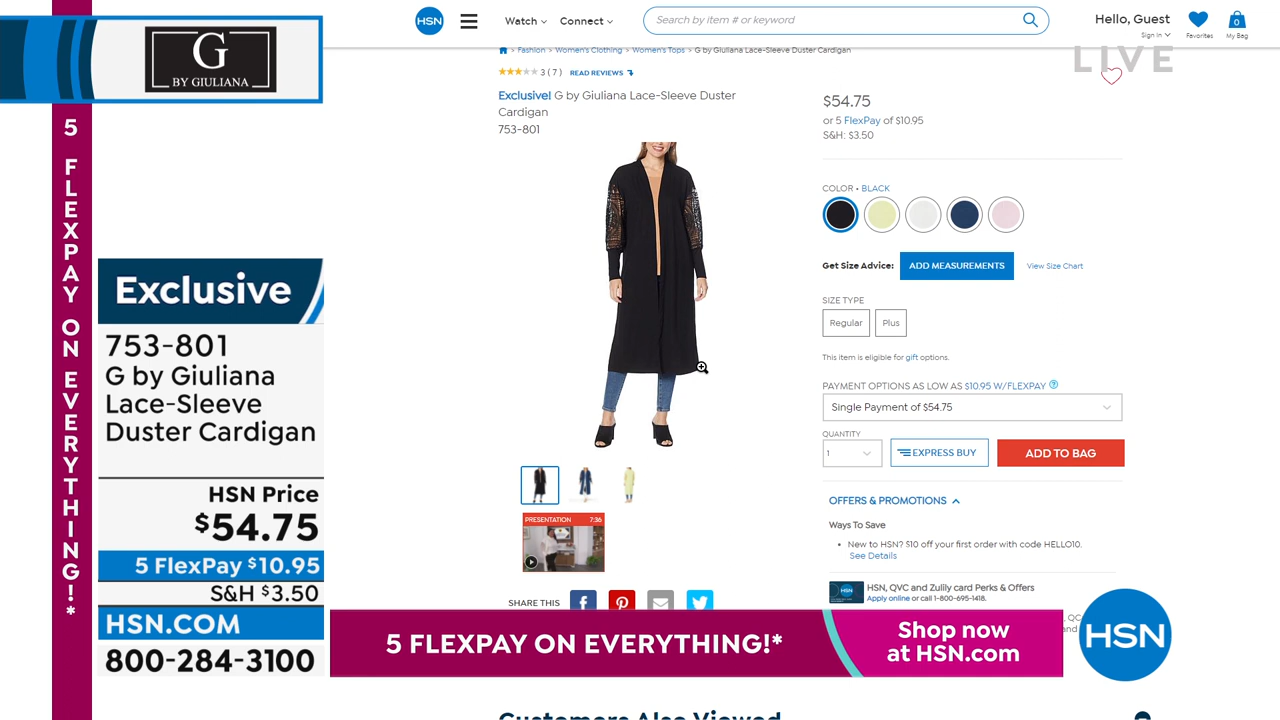 G
BY GIULIANA
5 FLEXPAY ON EVERYTHING!*
Exclusive
753-801
G by Giuliana
Lace-Sleeve
Duster Cardigan
HSN Price
$54.75
5 FlexPay $10.95
S&H $3.50
HSN.COM
800-284-3100
HSN
Watch
Connect
Search by item # or keyword
Hello, Guest
Sign in
Favorites
0
My Bag
LIVE
> Fashion > Women's Clothing > Women's Tops > G by Giuliana Lace-Sleeve Duster Cardigan
3 ( 7 ) READ REVIEWS
Exclusive! G by Giuliana Lace-Sleeve Duster
Cardigan
753-801
PRESENTATION 7:36
SHARE THIS
$54.75
or 5 FlexPay of $10.95
S&H: $3.50
COLOR • BLACK
Get Size Advice: ADD MEASUREMENTS View Size Chart
SIZE TYPE
Regular Plus
This item is eligible for gift options.
PAYMENT OPTIONS AS LOW AS $10.95 W/FLEXPAY ?
Single Payment of $54.75
QUANTITY
1
EXPRESS BUY
ADD TO BAG
OFFERS & PROMOTIONS
Ways To Save
• New to HSN? $10 off your first order with code HELLO10.
See Details
HSN, QVC and Zulily card Perks & Offers
Apply online or call 1-800-695-1418.
5 FLEXPAY ON EVERYTHING!*
Shop now
at HSN.com
HSN
Customers Also Viewed